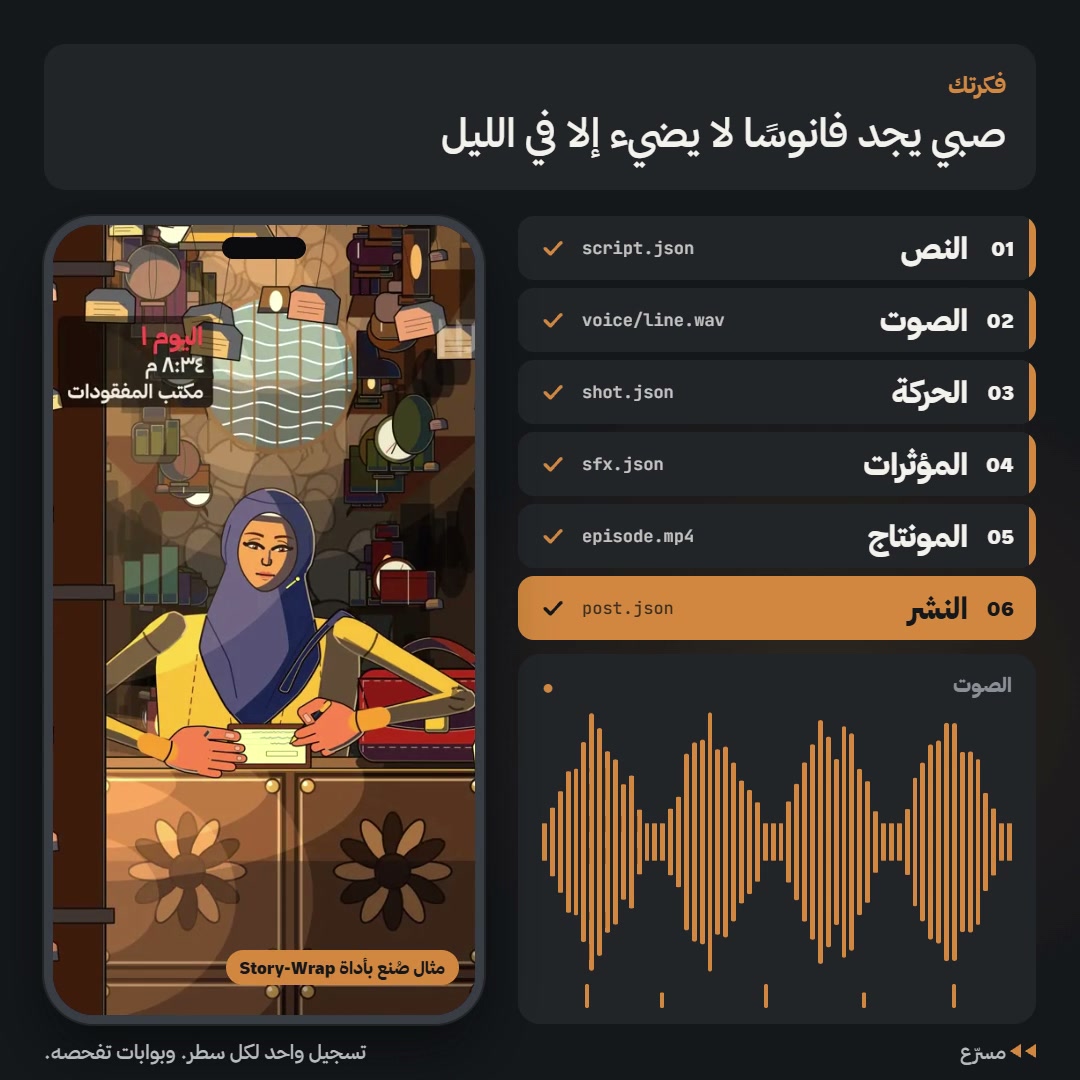 فكرتك
صبي يجد فانوسًا لا يضيء إلا في الليل
01 النص script.json
02 الصوت voice/line.wav
03 الحركة shot.json
04 المؤثرات sfx.json
05 المونتاج episode.mp4
06 النشر post.json
الصوت
اليوم ١
٨:٣٤ م
مكتب المفقودات
مثال صُنع بأداة Story-Wrap
مسرّع
تسجيل واحد لكل سطر. وبوابات تفحصه.